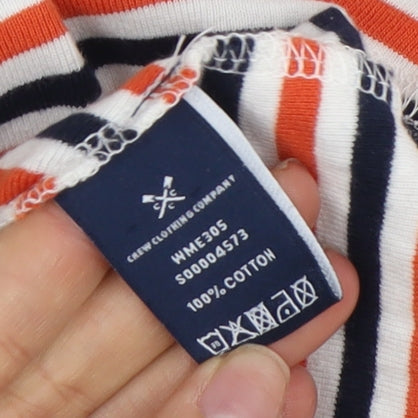 CREW CLOTHING COMPANY
WME305
S00004573
100% COTTON